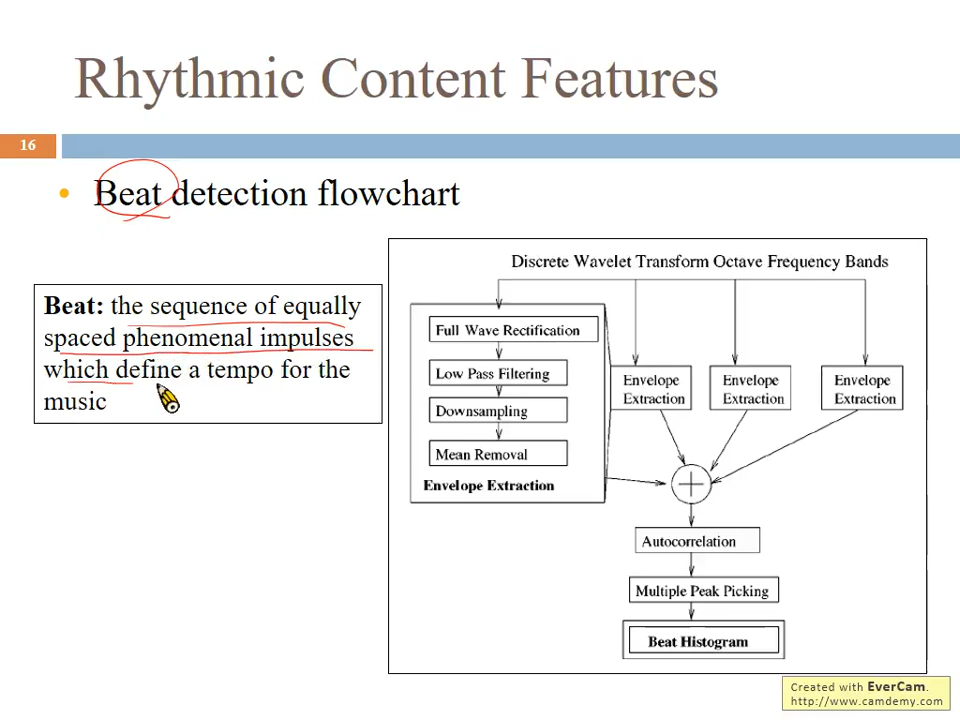 Rhythmic Content Features
16
• Beat detection flowchart
Beat: the sequence of equally
spaced phenomenal impulses
which define a tempo for the
music
Discrete Wavelet Transform Octave Frequency Bands
Full Wave Rectification
Low Pass Filtering
Downsampling
Mean Removal
Envelope Extraction
Envelope
Extraction
Envelope
Extraction
Envelope
Extraction
Autocorrelation
Multiple Peak Picking
Beat Histogram
Created with EverCam.
http://www.camdemy.com